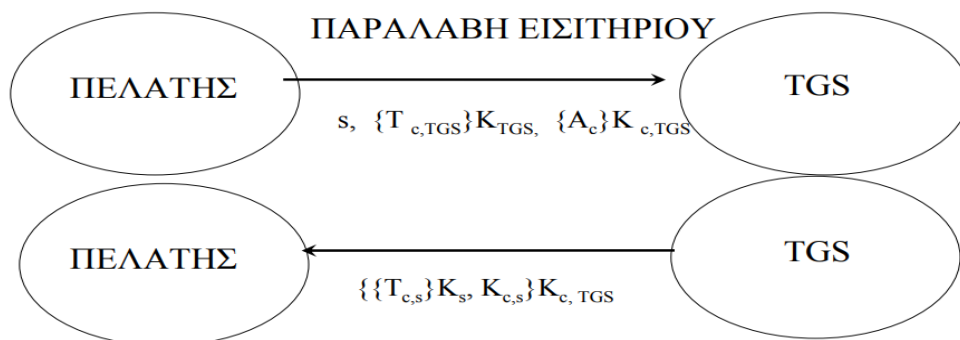 ΠΑΡΑΛΑΒΗ ΕΙΣΙΤΗΡΙΟΥ
ΠΕΛΑΤΗΣ
TGS
s, {T c,TGS}KTGS, {Ac}K c,TGS
ΠΕΛΑΤΗΣ
TGS
{{Tc,s}Ks, Kc,s}Kc, TGS